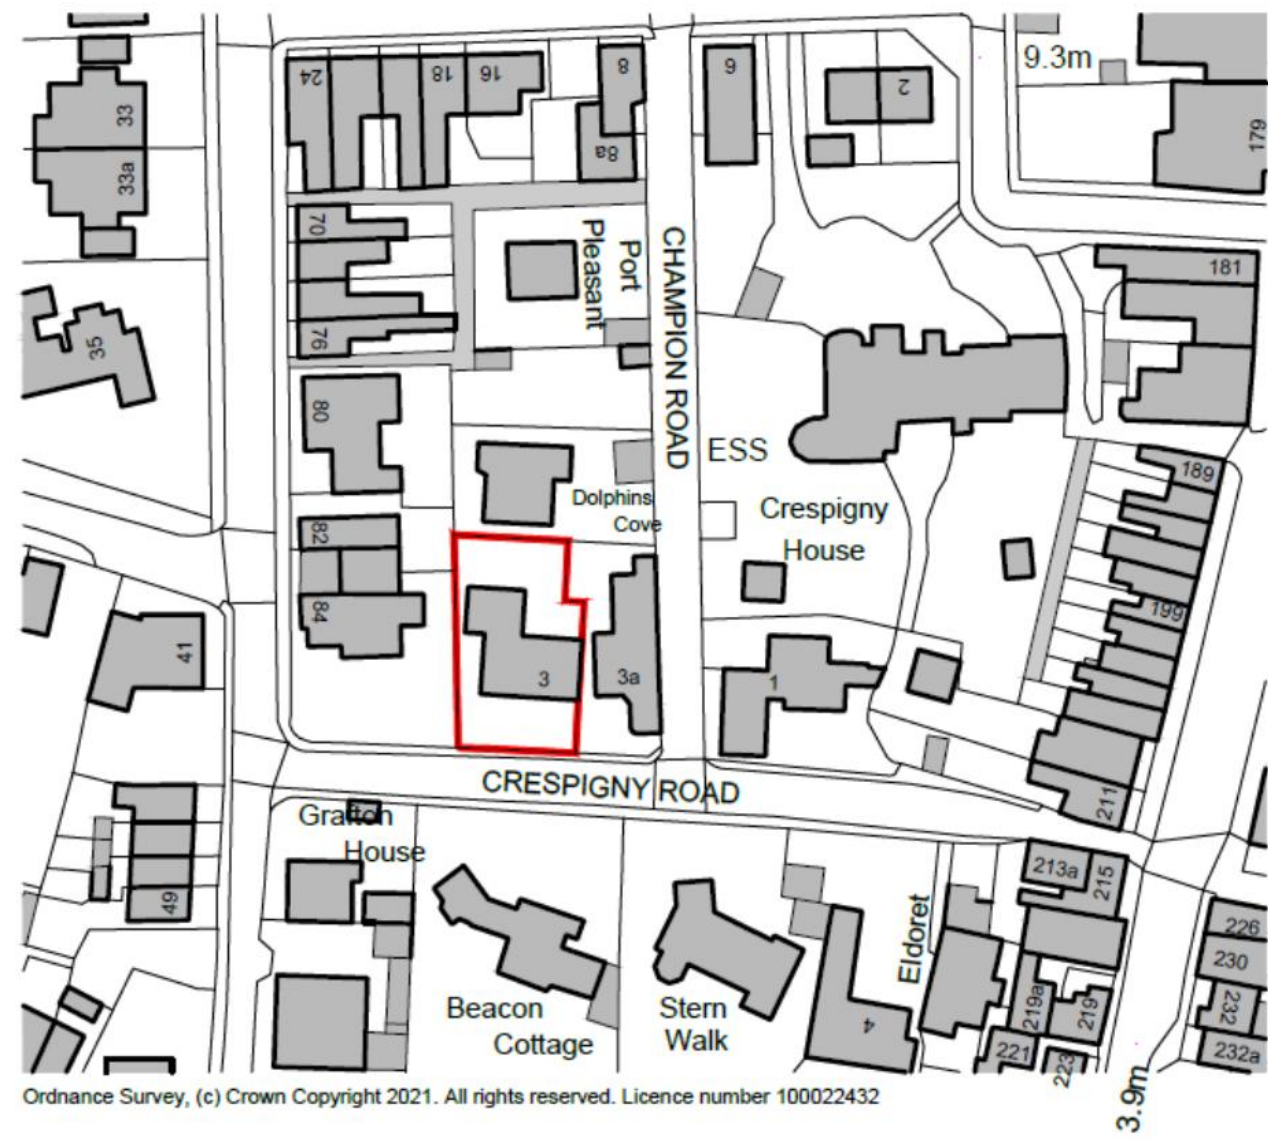 24
18
16
8
6
2
9.3m
33
8a
179
33a
70
Port
Pleasant
CHAMPION ROAD
181
76
35
80
ESS
189
Dolphins
Cove
Crespigny
House
82
84
199
41
3
3a
1
CRESPIGNY ROAD
211
Grafton
House
213a
215
49
Eldoret
226
230
Beacon
Cottage
Stern
Walk
4
219a
219
232
221
223
232a
3.9m
Ordnance Survey, (c) Crown Copyright 2021. All rights reserved. Licence number 100022432